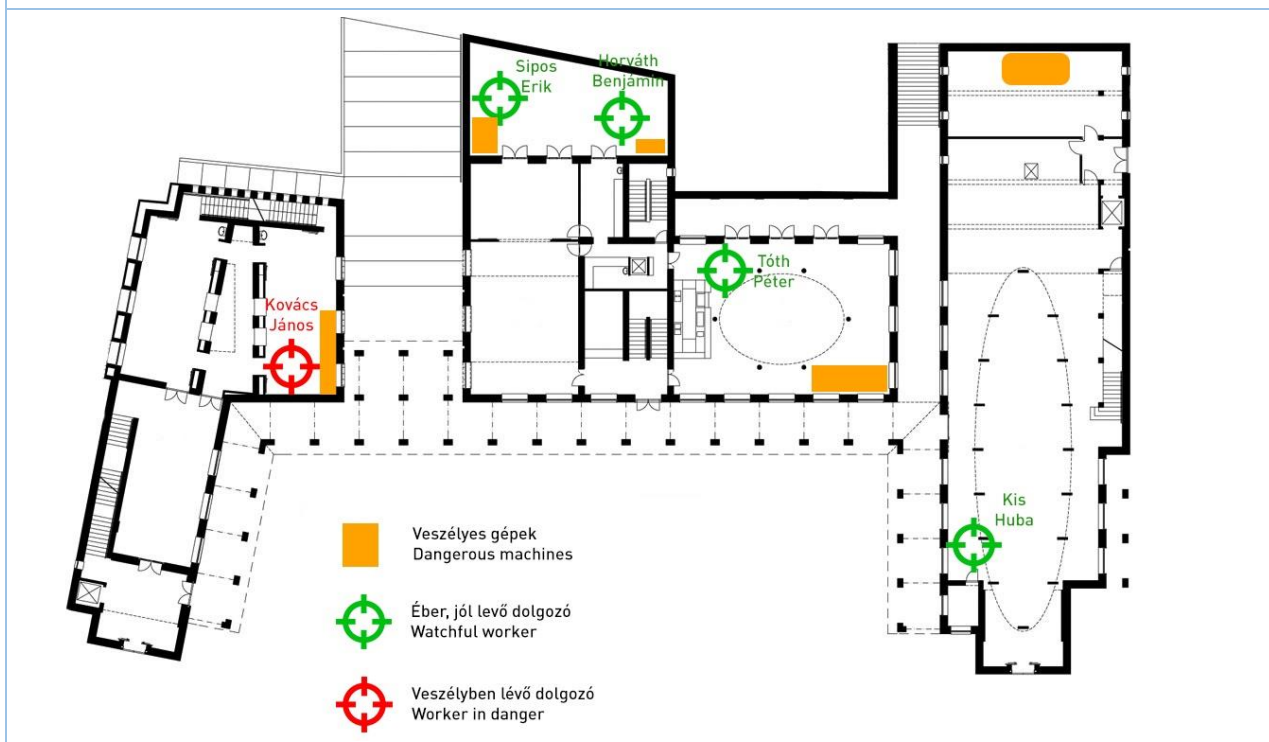 Sipos
Erik
Horváth
Benjámin
Tóth
Péter
Kovács
János
Kis
Huba
Veszélyes gépek
Dangerous machines
Éber, jól levő dolgozó
Watchful worker
Veszélyben lévő dolgozó
Worker in danger